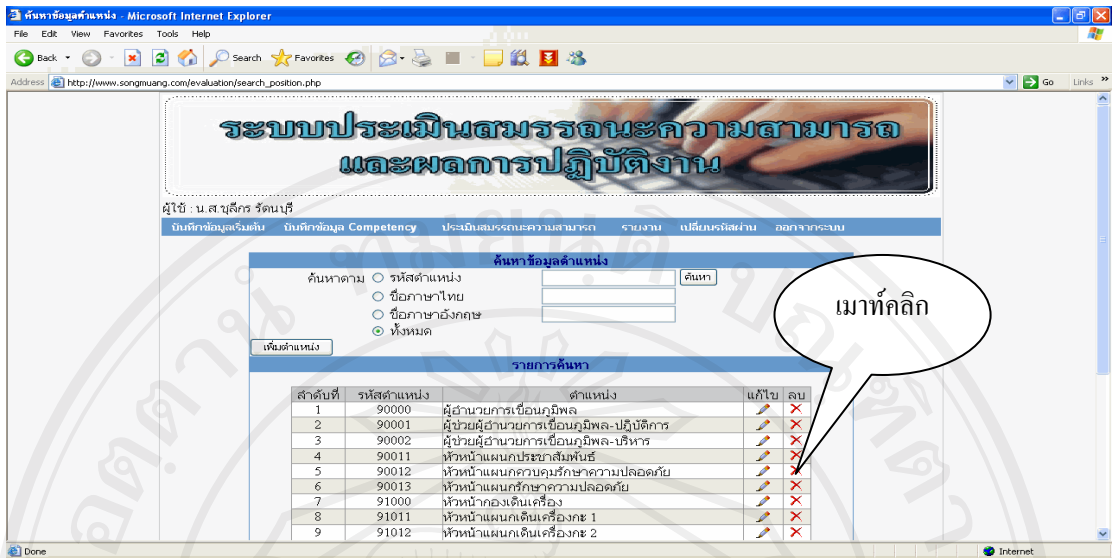 ค้นหาข้อมูลตำแหน่ง - Microsoft Internet Explorer
File Edit View Favorites Tools Help
Back Search Favorites
Address http://www.songmuang.com/evaluation/search_position.php Go Links »
ระบบประเมินสมรรถนะความสามารถ
และผลการปฏิบัติงาน
ผู้ใช้ : น.ส.ชุลีกร รัตนบุรี
บันทึกข้อมูลเริ่มต้น บันทึกข้อมูล Competency ประเมินสมรรถนะความสามารถ รายงาน เปลี่ยนรหัสผ่าน ออกจากระบบ
ค้นหาข้อมูลตำแหน่ง
ค้นหาตาม รหัสตำแหน่ง ค้นหา
ชื่อภาษาไทย
ชื่อภาษาอังกฤษ
ทั้งหมด
เพิ่มตำแหน่ง
รายการค้นหา
เมาท์คลิก
ลำดับที่ รหัสตำแหน่ง ตำแหน่ง แก้ไข ลบ
1 90000 ผู้อำนวยการเขื่อนภูมิพล
2 90001 ผู้ช่วยผู้อำนวยการเขื่อนภูมิพล-ปฏิบัติการ
3 90002 ผู้ช่วยผู้อำนวยการเขื่อนภูมิพล-บริหาร
4 90011 หัวหน้าแผนกประชาสัมพันธ์
5 90012 หัวหน้าแผนกควบคุมรักษาความปลอดภัย
6 90013 หัวหน้าแผนกรักษาความปลอดภัย
7 91000 หัวหน้ากองเดินเครื่อง
8 91011 หัวหน้าแผนกเดินเครื่องกะ 1
9 91012 หัวหน้าแผนกเดินเครื่องกะ 2
Done Internet